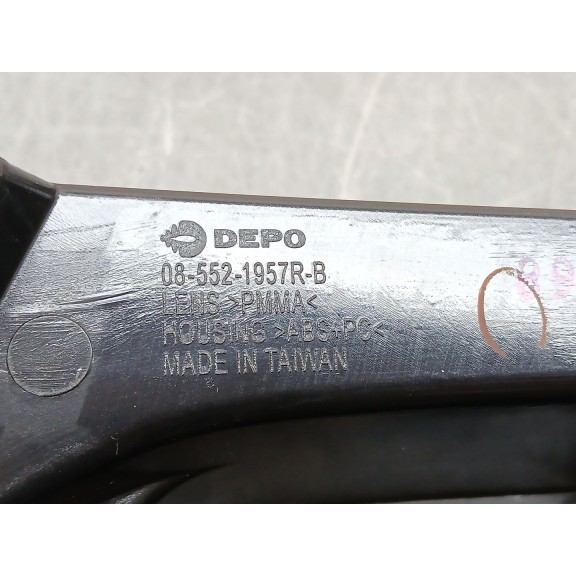 DEPO
08-552-1957R-B
LENS >PMMA<
HOUSING >ABS+PC<
MADE IN TAIWAN